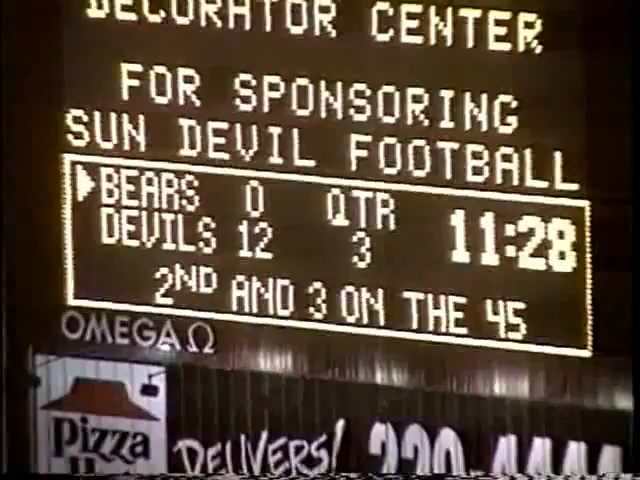 DECORATOR CENTER
FOR SPONSORING
SUN DEVIL FOOTBALL
BEARS 0 QTR 11:28
DEVILS 12 3
2ND AND 3 ON THE 45
OMEGA Ω
Pizza
DELIVERS!